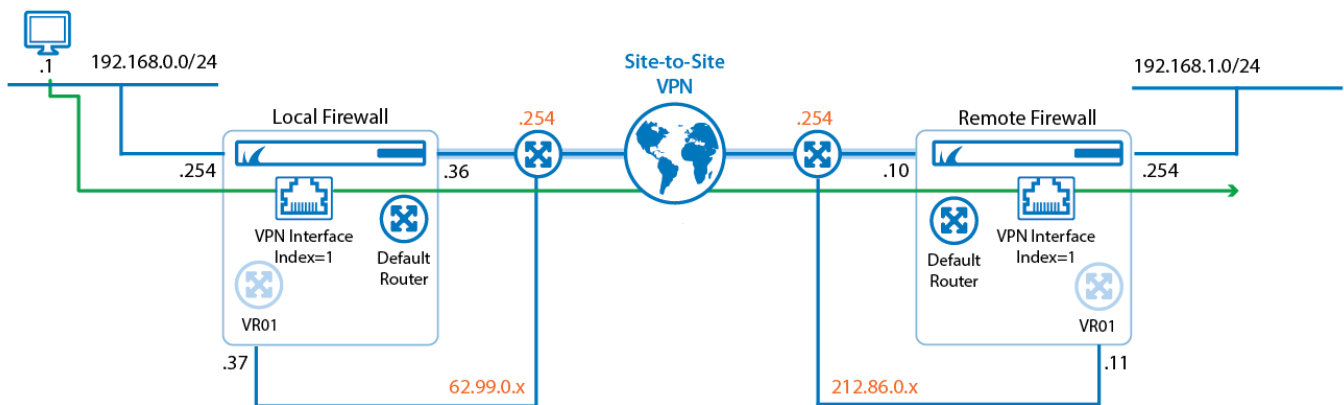 .1
192.168.0.0/24
Local Firewall
.254
.36
VPN Interface
Index=1
Default
Router
VR01
.37
62.99.0.x
.254
Site-to-Site
VPN
.254
212.86.0.x
192.168.1.0/24
Remote Firewall
.10
.254
Default
Router
VPN Interface
Index=1
VR01
.11